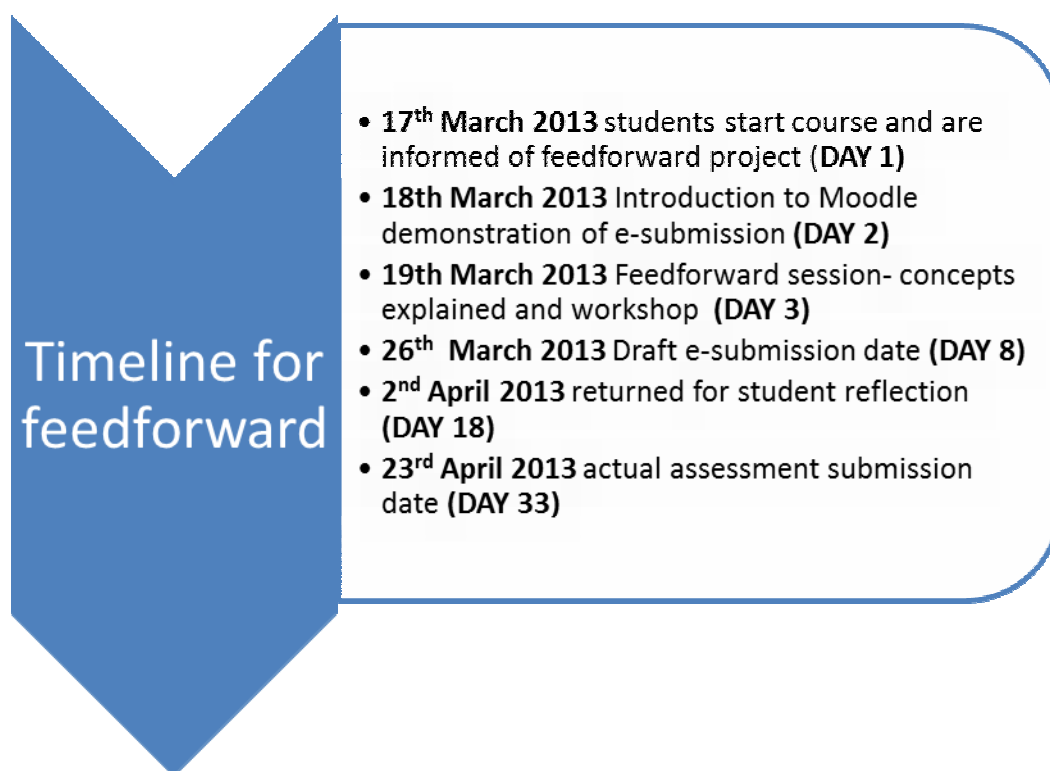 Timeline for
feedforward
• 17th March 2013 students start course and are
informed of feedforward project (DAY 1)
• 18th March 2013 Introduction to Moodle
demonstration of e-submission (DAY 2)
• 19th March 2013 Feedforward session- concepts
explained and workshop (DAY 3)
• 26th March 2013 Draft e-submission date (DAY 8)
• 2nd April 2013 returned for student reflection
(DAY 18)
• 23rd April 2013 actual assessment submission
date (DAY 33)